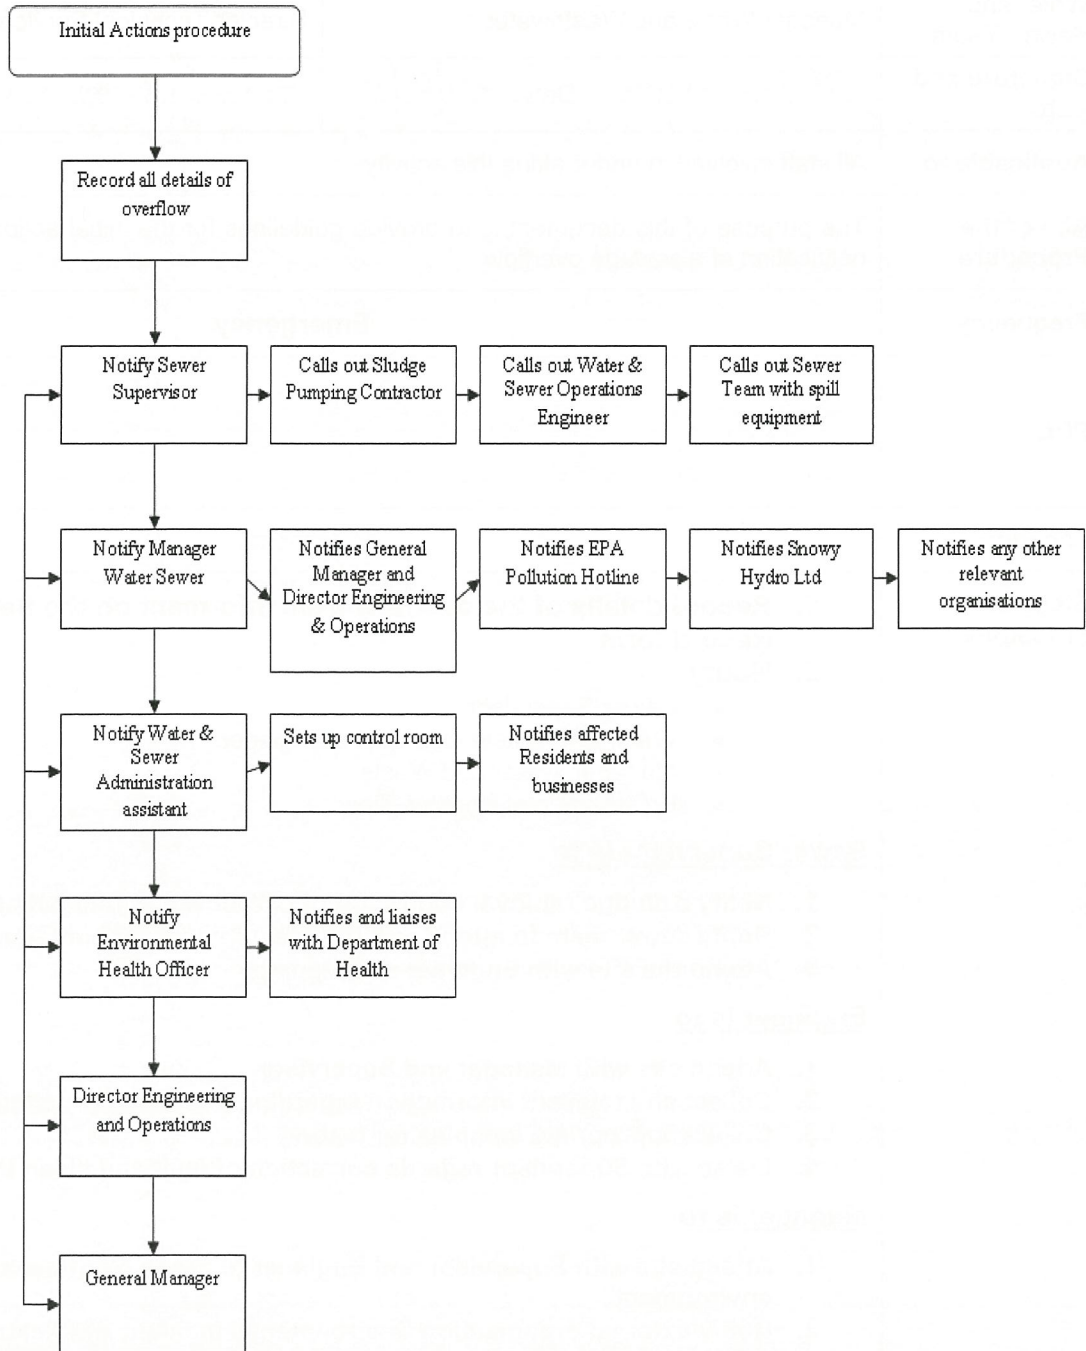 Initial Actions procedure
Record all details of
overflow
Notify Sewer
Supervisor
Calls out Sludge
Pumping Contractor
Calls out Water &
Sewer Operations
Engineer
Calls out Sewer
Team with spill
equipment
Notify Manager
Water Sewer
Notifies General
Manager and
Director Engineering
& Operations
Notifies EPA
Pollution Hotline
Notifies Snowy
Hydro Ltd
Notifies any other
relevant
organisations
Notify Water &
Sewer
Administration
assistant
Sets up control room
Notifies affected
Residents and
businesses
Notify
Environmental
Health Officer
Notifies and liaises
with Department of
Health
Director Engineering
and Operations
General Manager